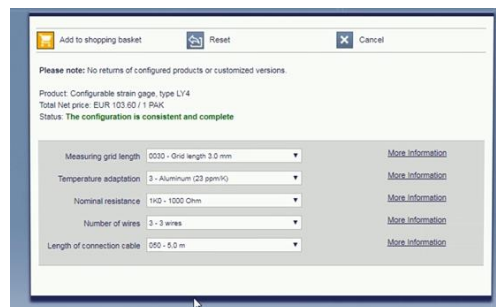 Add to shopping basket Reset Cancel
Please note: No returns of configured products or customized versions.
Product: Configurable strain gage, type LY4
Total Net price: EUR 103.60 / 1 PAK
Status: The configuration is consistent and complete
Measuring grid length 0030 - Grid length 3.0 mm More Information
Temperature adaptation 3 - Aluminum (23 ppm/K) More Information
Nominal resistance 1K0 - 1000 Ohm More Information
Number of wires 3 - 3 wires More Information
Length of connection cable 050 - 5.0 m More Information